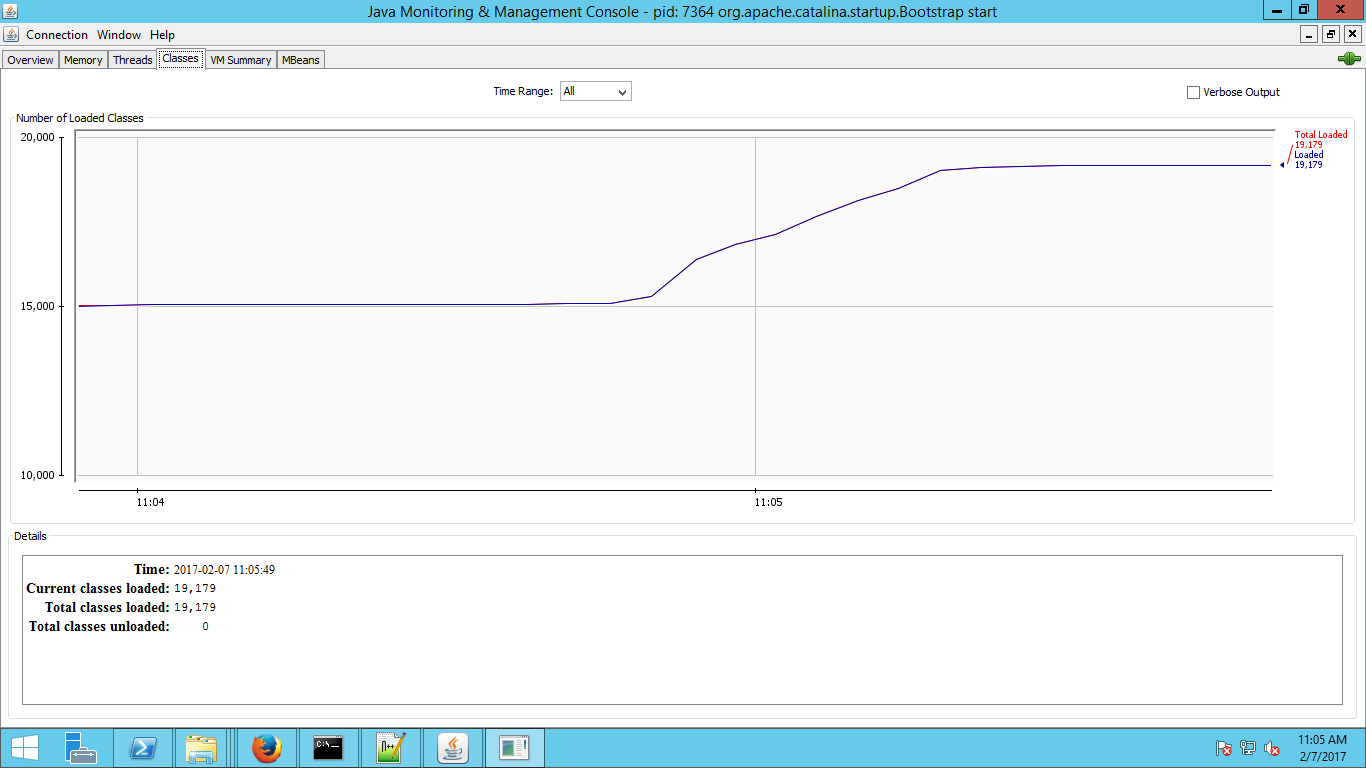 Java Monitoring & Management Console - pid: 7364 org.apache.catalina.startup.Bootstrap start
Connection Window Help
Overview Memory Threads Classes VM Summary MBeans
Time Range: All Verbose Output
Number of Loaded Classes
20,000
15,000
10,000
11:04 11:05
Total Loaded
19,179
Loaded
19,179
Details
Time: 2017-02-07 11:05:49
Current classes loaded: 19,179
Total classes loaded: 19,179
Total classes unloaded: 0
C:\
11:05 AM
2/7/2017